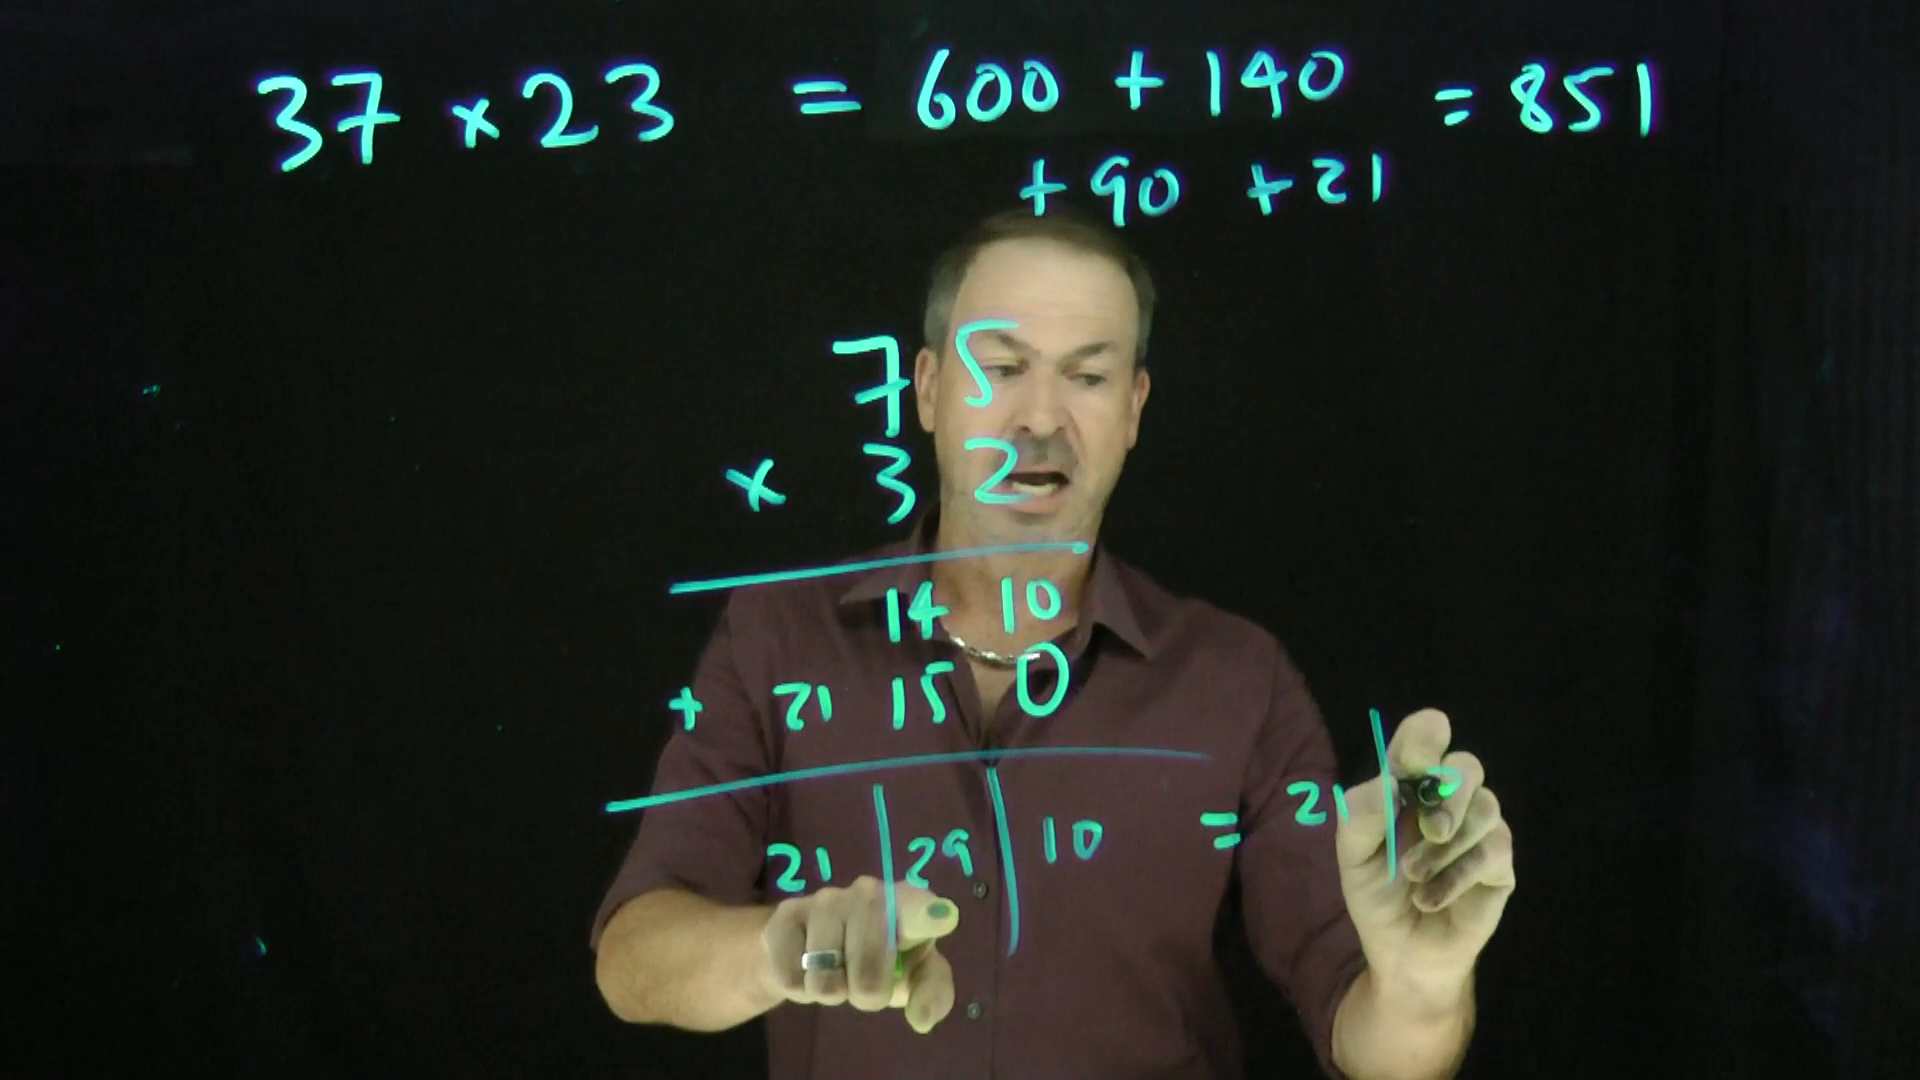 37 × 23 = 600 + 140 = 851
+ 90 + 21
75
× 32
14 10
+ 21 15 0
21 | 29 | 10 = 21 |